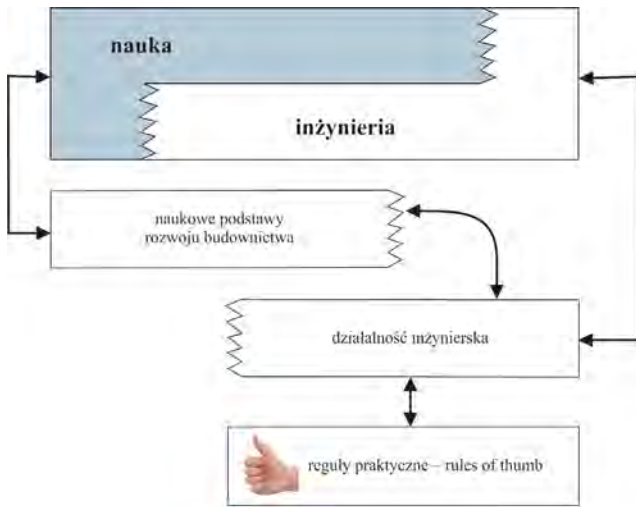 nauka
inżynieria
naukowe podstawy
rozwoju budownictwa
działalność inżynierska
reguły praktyczne – rules of thumb